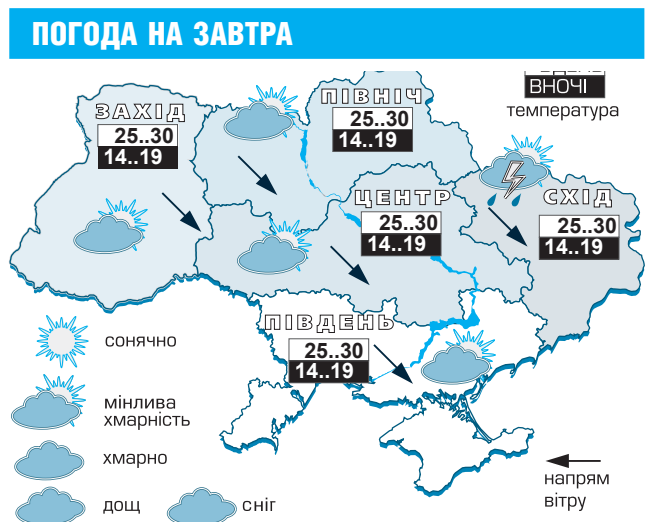 ПОГОДА НА ЗАВТРА
ВНОЧІ
температура
ЗАХІД
25..30
14..19
ПІВНІЧ
25..30
14..19
ЦЕНТР
25..30
14..19
СХІД
25..30
14..19
ПІВДЕНЬ
25..30
14..19
сонячно
мінлива
хмарність
хмарно
дощ
сніг
напрям
вітру